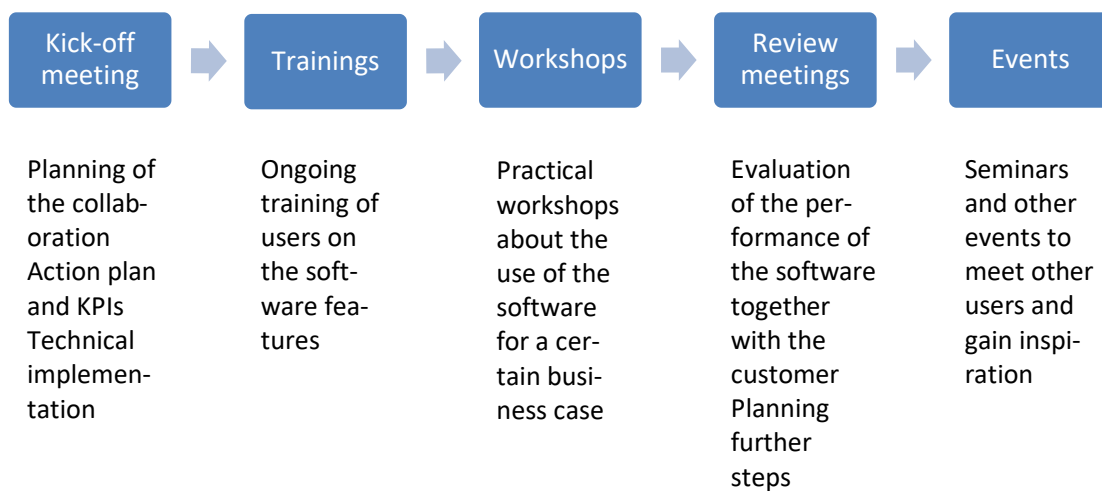 Kick-off
meeting
Trainings
Workshops
Review
meetings
Events
Planning of
the collab-
oration
Action plan
and KPIs
Technical
implemen-
tation
Ongoing
training of
users on
the soft-
ware fea-
tures
Practical
workshops
about the
use of the
software
for a cer-
tain busi-
ness case
Evaluation
of the per-
formance of
the software
together
with the
customer
Planning
further
steps
Seminars
and other
events to
meet other
users and
gain inspi-
ration